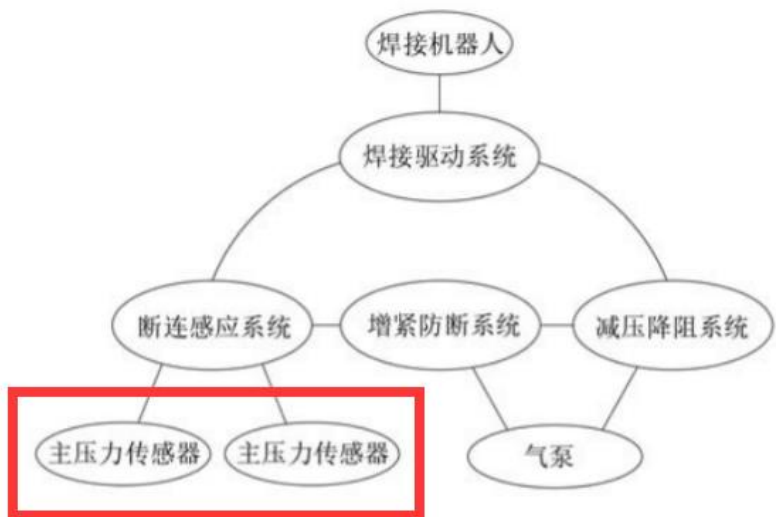 焊接机器人
焊接驱动系统
断连感应系统
增紧防断系统
减压降阻系统
主压力传感器
主压力传感器
气泵